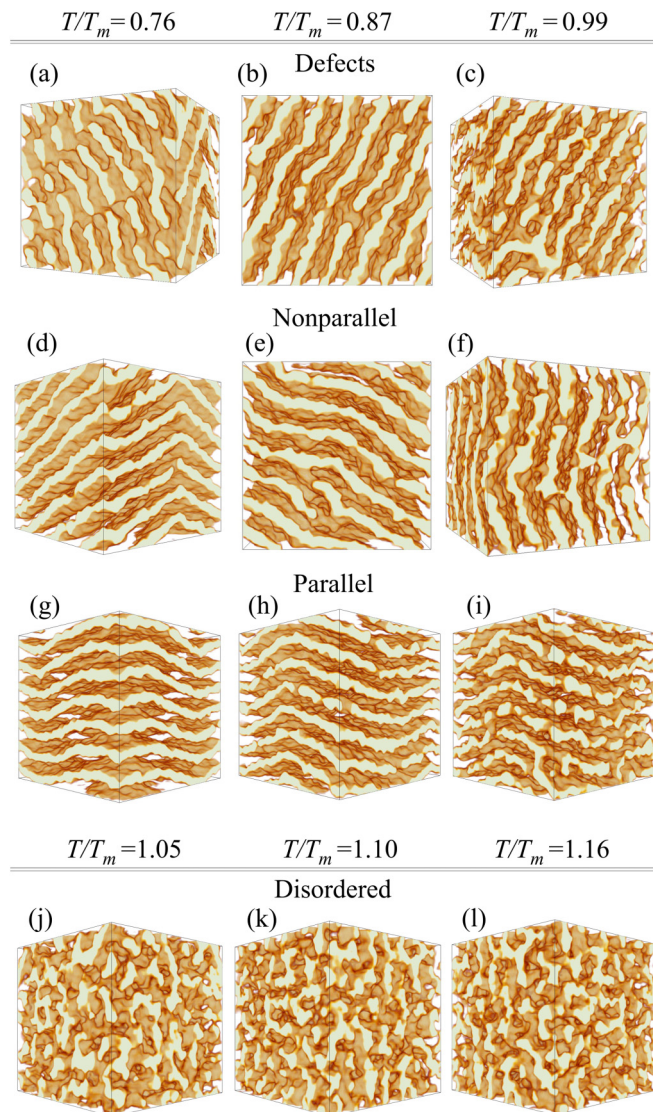 T/Tm=0.76 T/Tm=0.87 T/Tm=0.99
Defects
(a) (b) (c)
Nonparallel
(d) (e) (f)
Parallel
(g) (h) (i)
T/Tm=1.05 T/Tm=1.10 T/Tm=1.16
Disordered
(j) (k) (l)